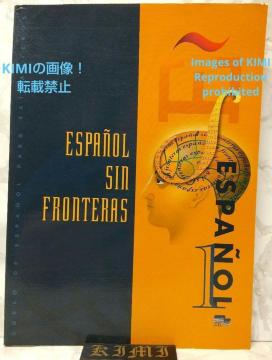 KIMIの画像！
転載禁止
Images of KIMI
Reproduction
prohibited
ESPAÑOL
SIN
FRONTERAS
ESPAÑOL
1
KIMI